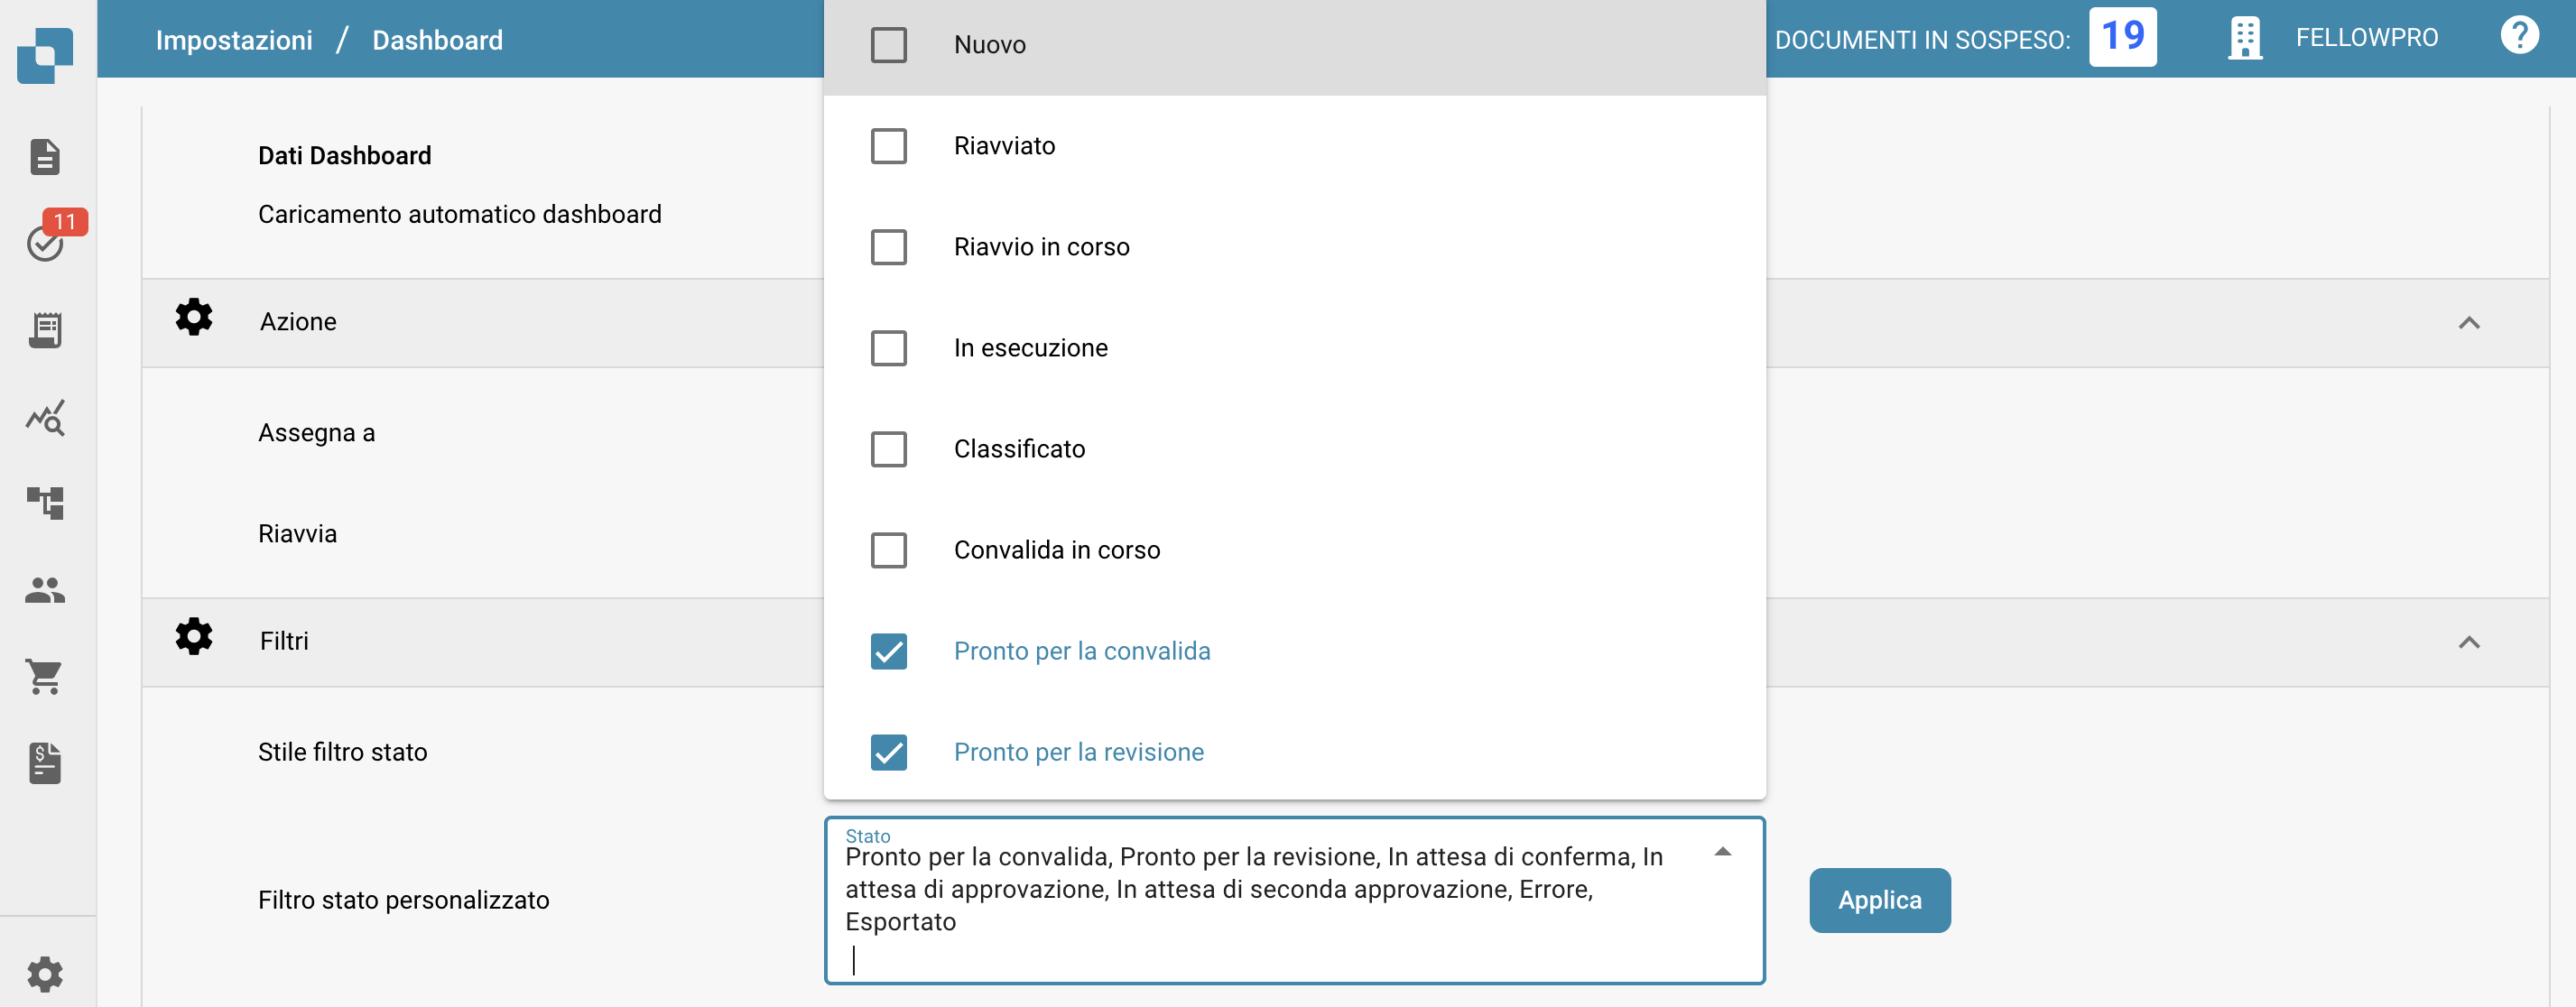 Impostazioni / Dashboard
DOCUMENTI IN SOSPESO: 19
FELLOWPRO
?
11
Dati Dashboard
Caricamento automatico dashboard
Azione
Assegna a
Riavvia
Filtri
Stile filtro stato
Filtro stato personalizzato
Nuovo
Riavviato
Riavvio in corso
In esecuzione
Classificato
Convalida in corso
Pronto per la convalida
Pronto per la revisione
Stato
Pronto per la convalida, Pronto per la revisione, In attesa di conferma, In
attesa di approvazione, In attesa di seconda approvazione, Errore,
Esportato
Applica